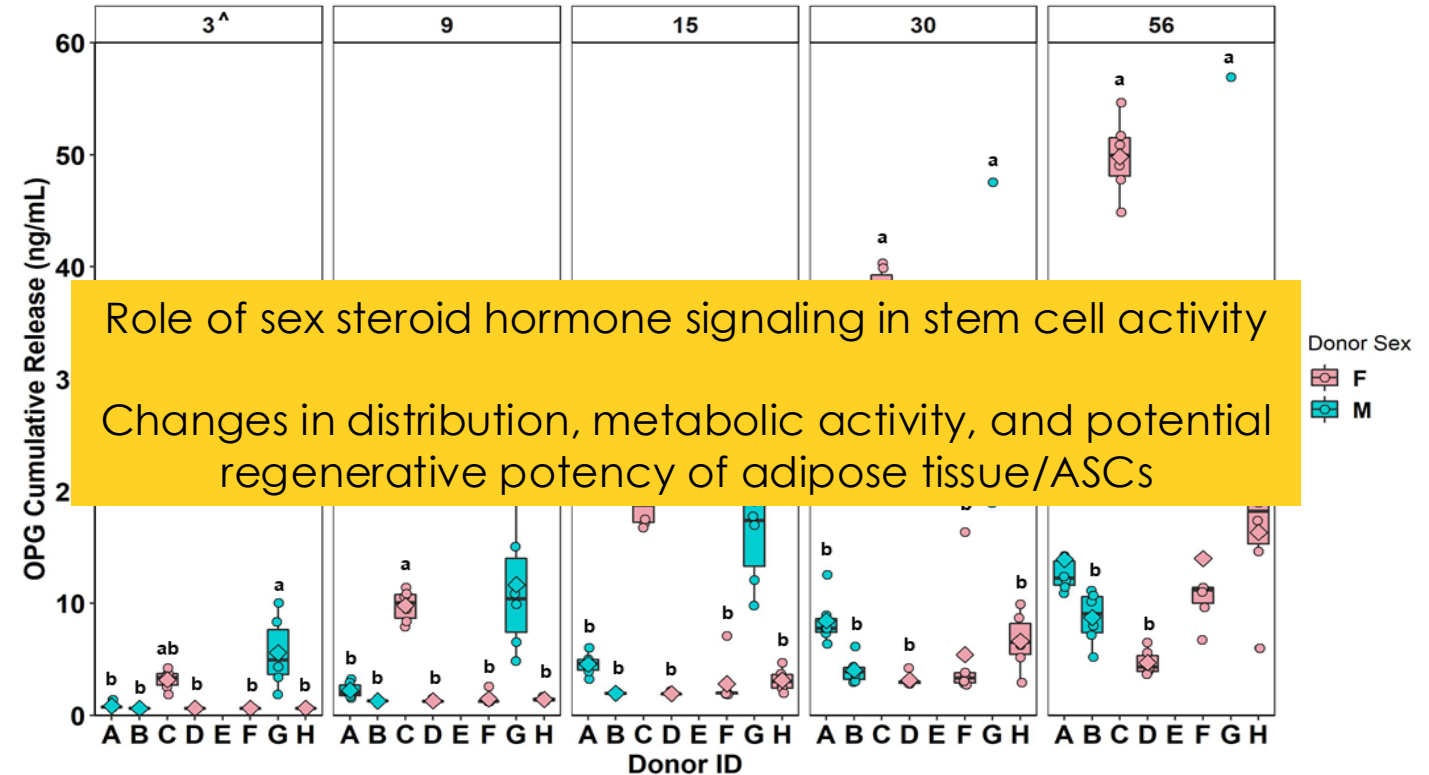 3^ 9 15 30 56
60
50
40
3
2
10
0
OPG Cumulative Release (ng/mL)
a a
a
a
Role of sex steroid hormone signaling in stem cell activity
Changes in distribution, metabolic activity, and potential
regenerative potency of adipose tissue/ASCs
Donor Sex
F
M
b b ab b b a b
b b a b b b
b b b b b
b b b b
b b
A B C D E F G H A B C D E F G H A B C D E F G H A B C D E F G H A B C D E F G H
Donor ID